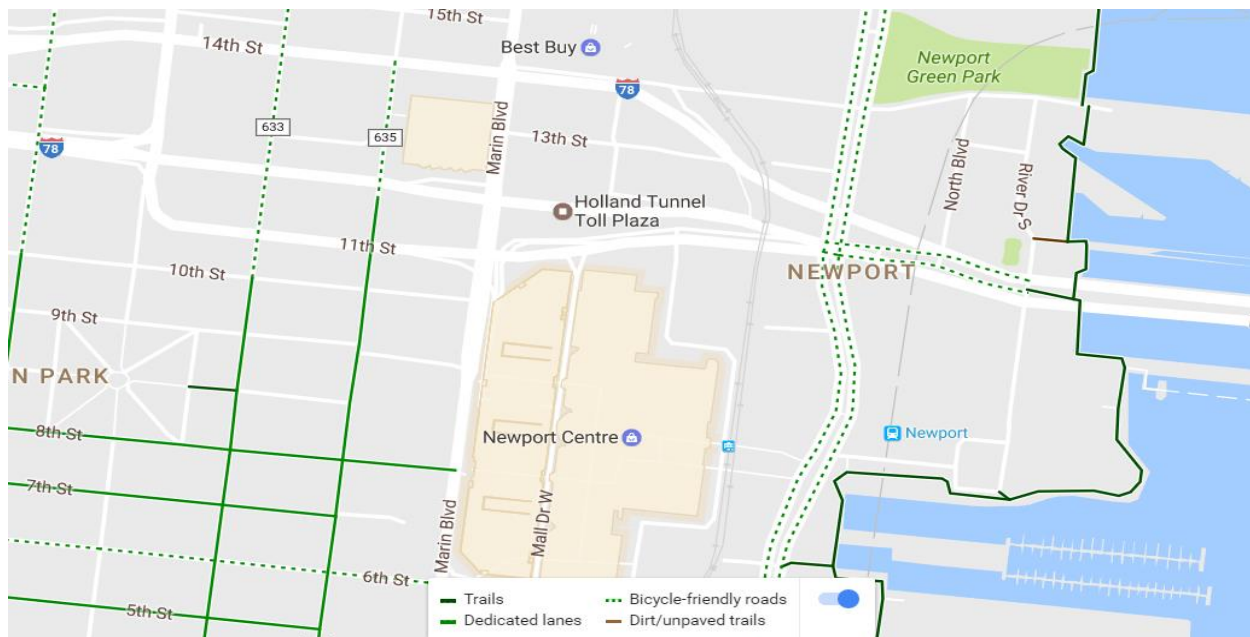 15th St
14th St
Best Buy
Newport
Green Park
78
Marin Blvd
633
635
13th St
78
North Blvd
River Dr S
Holland Tunnel
Toll Plaza
11th St
10th St
NEWPORT
9th St
N PARK
8th St
Newport Centre
Newport
7th St
Marin Blvd
Mall Dr W
6th St
5th St
Trails
Bicycle-friendly roads
Dedicated lanes
Dirt/unpaved trails